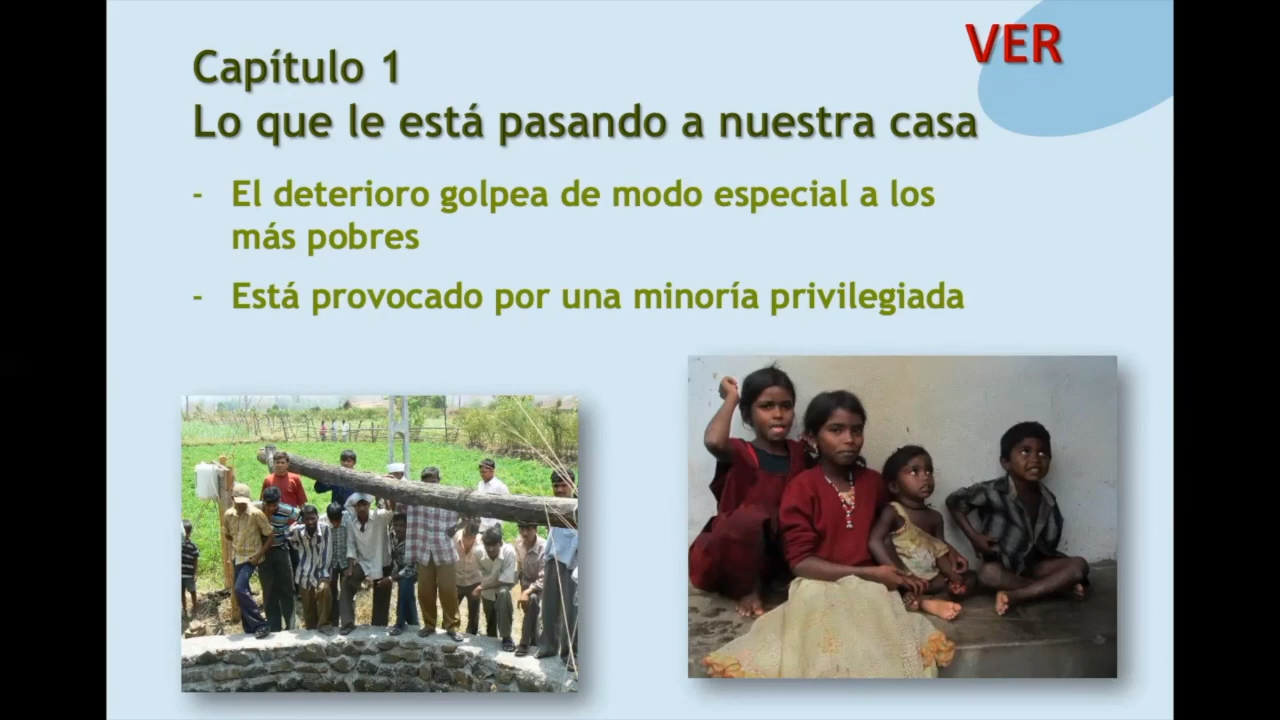 VER
Capítulo 1
Lo que le está pasando a nuestra casa
- El deterioro golpea de modo especial a los
más pobres
- Está provocado por una minoría privilegiada